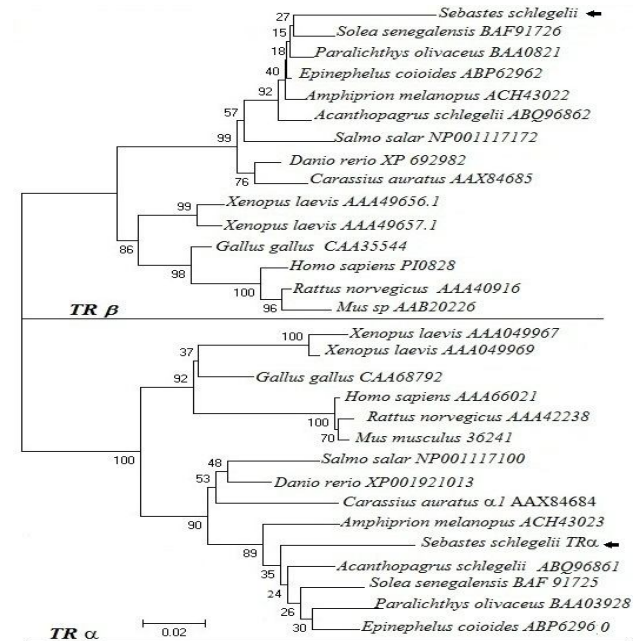 27
Sebastes schlegelii
15
Solea senegalensis BAF91726
18
Paralichthys olivaceus BAA0821
40
Epinephelus coioides ABP62962
92
Amphiprion melanopus ACH43022
57
Acanthopagrus schlegelii ABQ96862
99
Salmo salar NP001117172
Danio rerio XP 692982
76
Carassius auratus AAX84685
99
Xenopus laevis AAA49656.1
Xenopus laevis AAA49657.1
86
Gallus gallus CAA35544
98
Homo sapiens PI0828
100
Rattus norvegicus AAA40916
96
Mus sp AAB20226
TR β
100
Xenopus laevis AAA049967
37
Xenopus laevis AAA049969
92
Gallus gallus CAA68792
Homo sapiens AAA66021
100
Rattus norvegicus AAA42238
70
Mus musculus 36241
100
48
Salmo salar NP001117100
53
Danio rerio XP001921013
Carassius auratus α1 AAX84684
90
Amphiprion melanopus ACH43023
89
Sebastes schlegelii TRα
35
Acanthopagrus schlegelii ABQ96861
24
Solea senegalensis BAF 91725
26
Paralichthys olivaceus BAA03928
30
Epinephelus coioides ABP6296 0
TR α
0.02